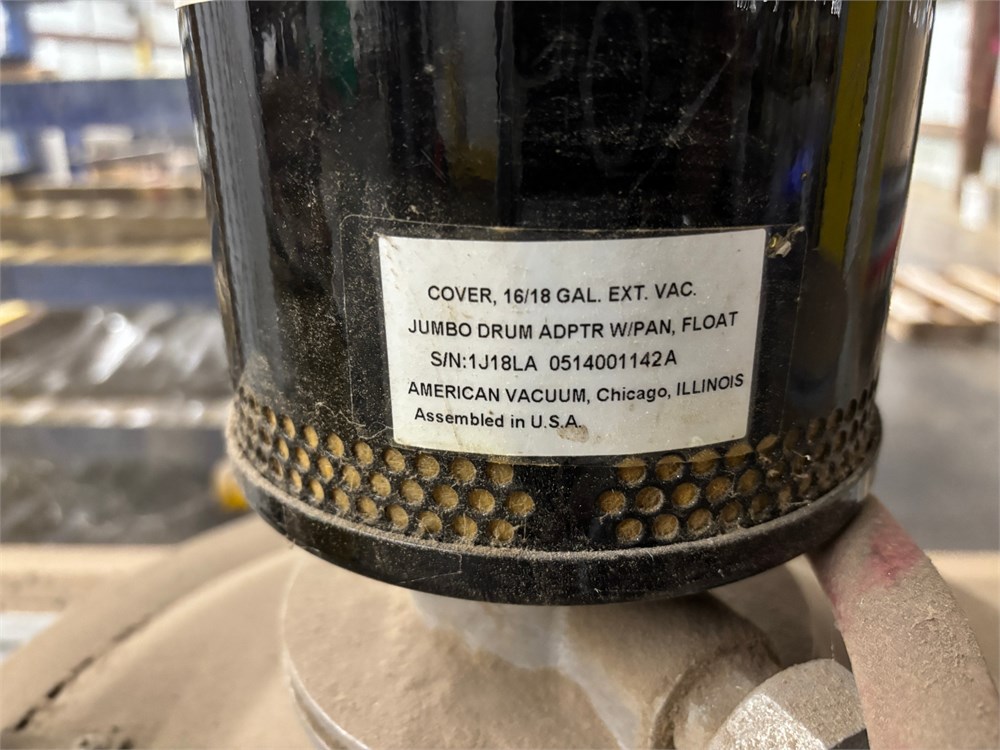 COVER, 16/18 GAL. EXT. VAC.
JUMBO DRUM ADPTR W/PAN, FLOAT
S/N:1J18LA 0514001142A
AMERICAN VACUUM, Chicago, ILLINOIS
Assembled in U.S.A.